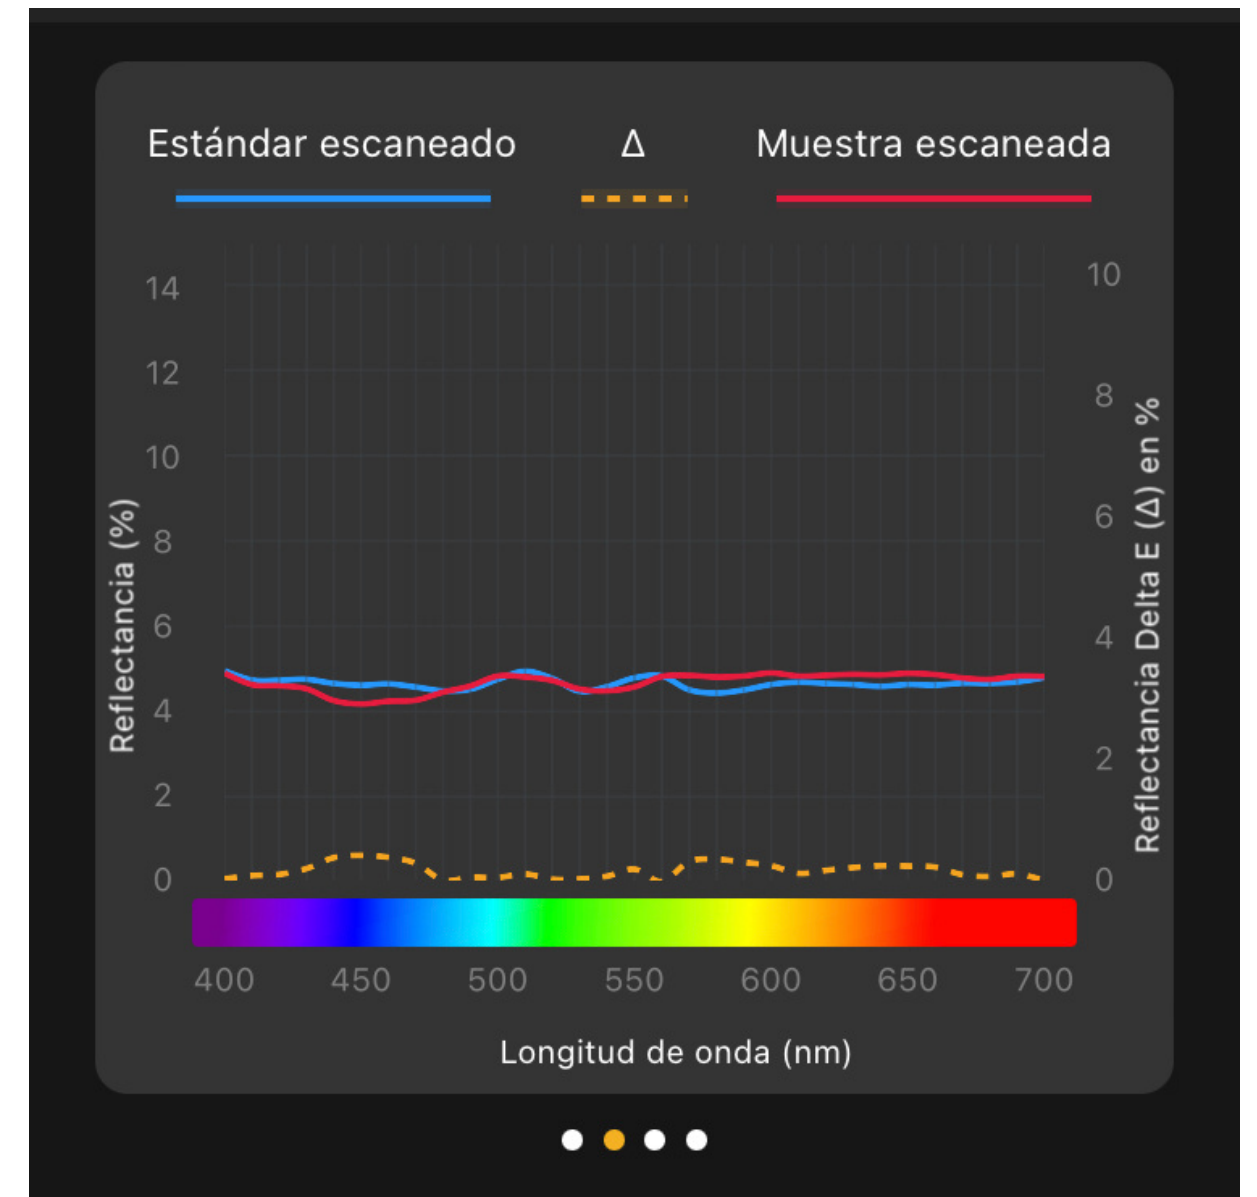 Estándar escaneado Δ Muestra escaneada
14
12
10
8
6
4
2
0
Reflectancia (%)
10
8
6
4
2
0
Reflectancia Delta E (Δ) en %
400 450 500 550 600 650 700
Longitud de onda (nm)